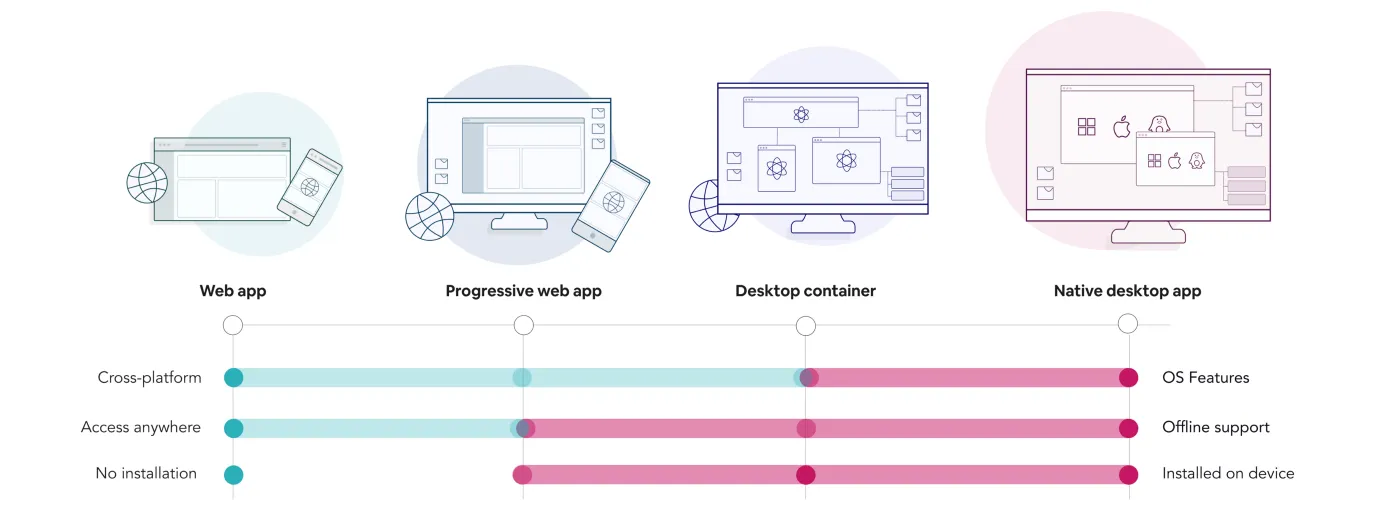 Web app
Progressive web app
Desktop container
Native desktop app
Cross-platform
OS Features
Access anywhere
Offline support
No installation
Installed on device